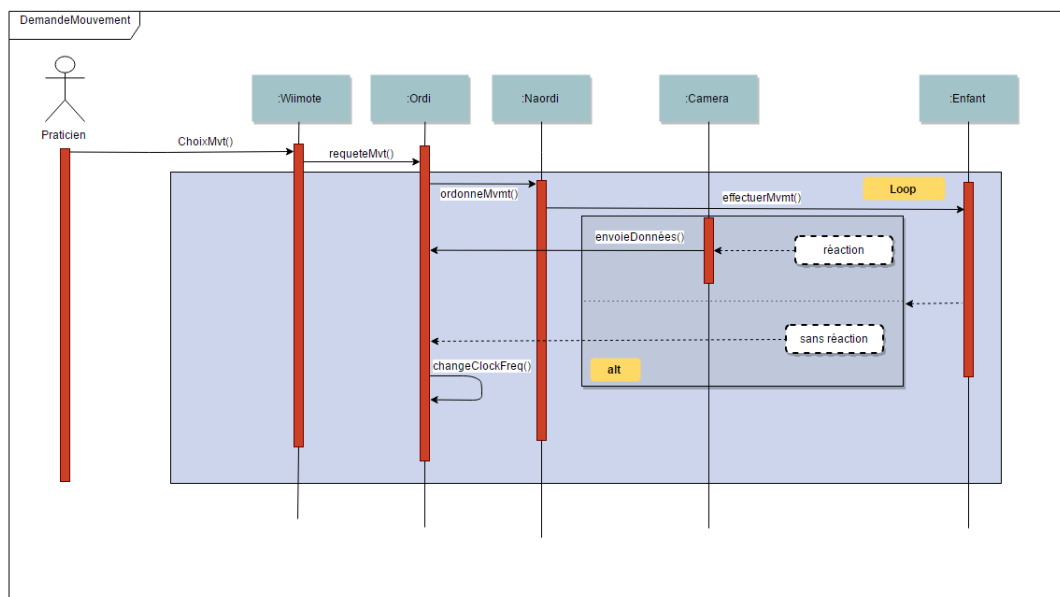 DemandeMouvement
Praticien
:Wiimote
:Ordi
:Naordi
:Camera
:Enfant
ChoixMvt()
requeteMvt()
ordonneMvmt()
Loop
effectuerMvmt()
envoieDonnées()
réaction
sans réaction
changeClockFreq()
alt